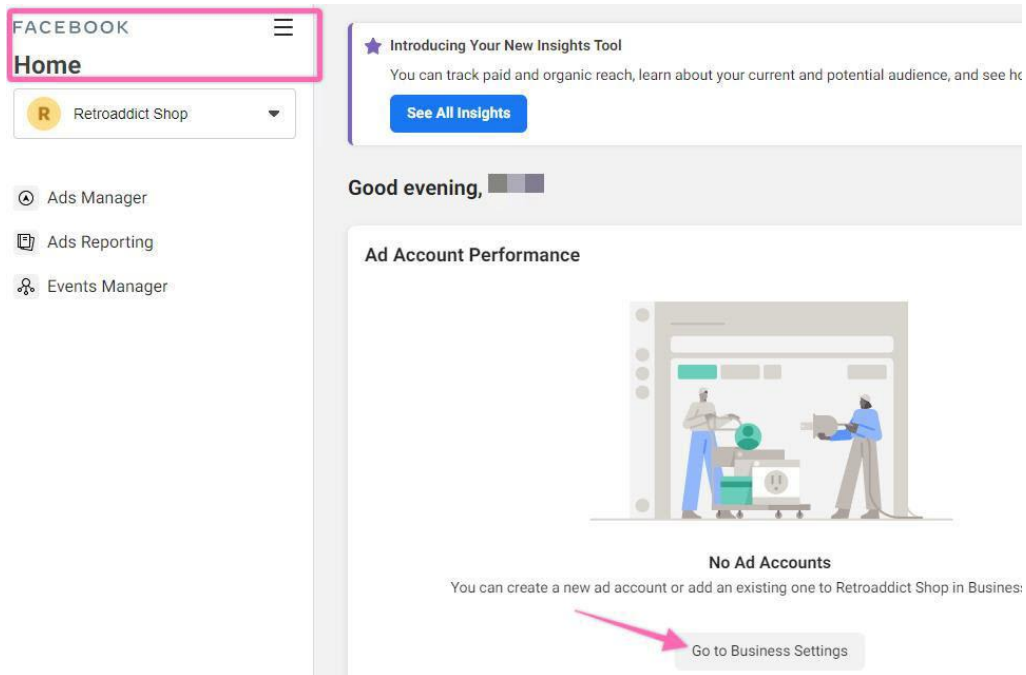 FACEBOOK
Home
R
Retroaddict Shop
Ads Manager
Ads Reporting
Events Manager
Introducing Your New Insights Tool
You can track paid and organic reach, learn about your current and potential audience, and see
See All Insights
Good evening,
Ad Account Performance
No Ad Accounts
You can create a new ad account or add an existing one to Retroaddict Shop in Busines
Go to Business Settings